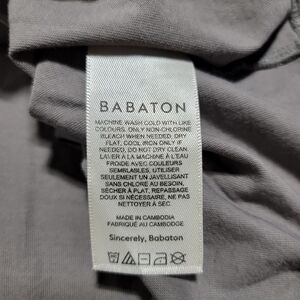 BABATON
MACHINE WASH COLD WITH LIKE
COLOURS. ONLY NON-CHLORINE
BLEACH WHEN NEEDED. DRY
FLAT, COOL IRON ONLY IF
NEEDED. DO NOT DRY CLEAN.
LAVER À LA MACHINE À L'EAU
FROIDE AVEC COULEURS
SEMBLABLES, UTILISER
SEULEMENT UN JAVELLISANT
SANS CHLORE AU BESOIN,
SÉCHER À PLAT, REPASSAGE
DOUX SI NÉCESSAIRE, NE PAS
NETTOYER À SEC
MADE IN CAMBODIA
FABRIQUÉ AU CAMBODGE
Sincerely, Babaton